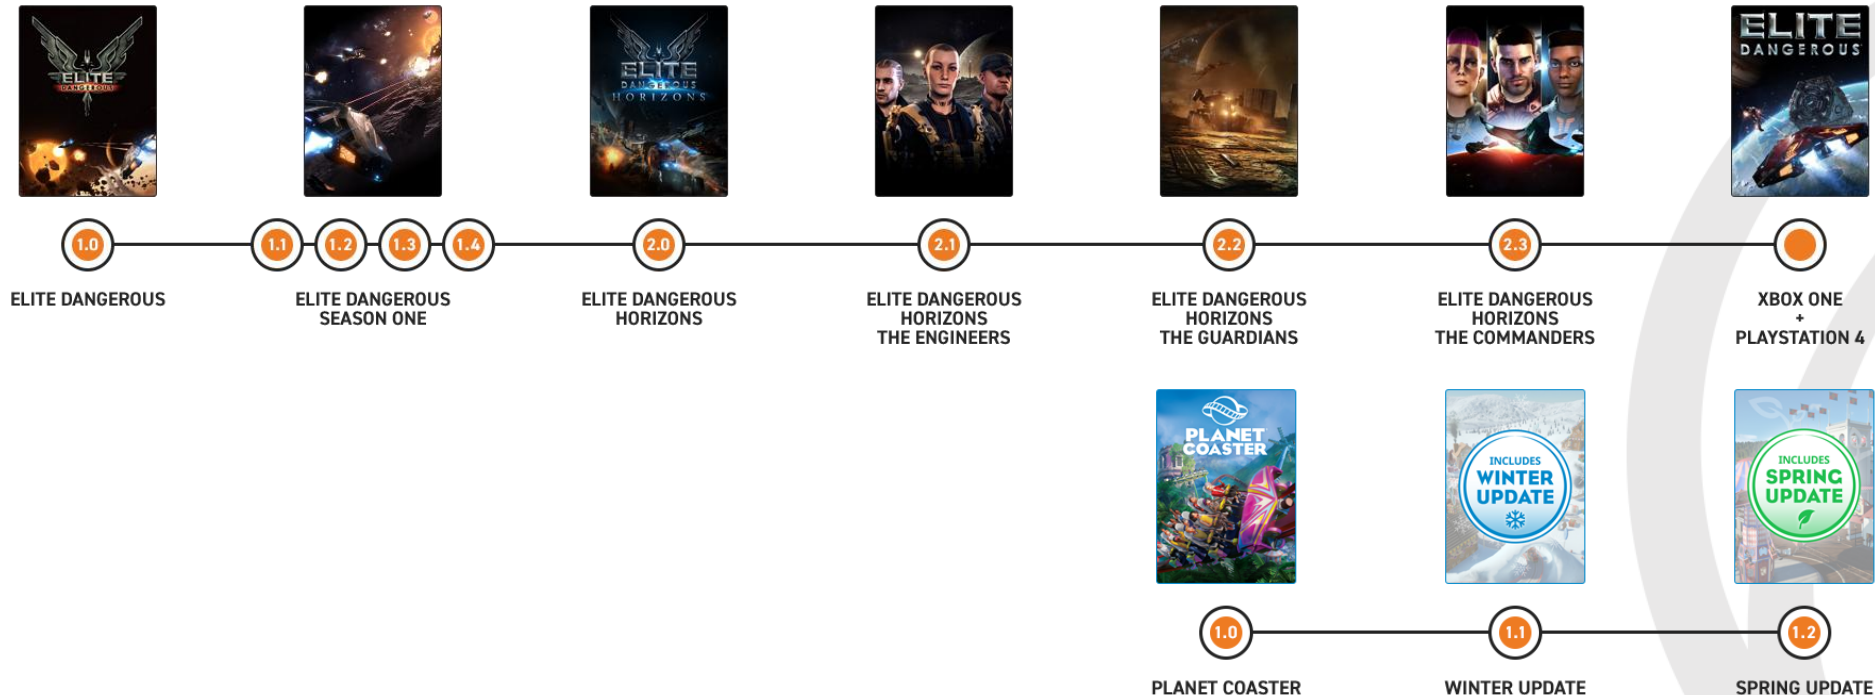 ELITE
DANGEROUS
ELITE
DANGEROUS
HORIZONS
ELITE
DANGEROUS
1.0
1.1
1.2
1.3
1.4
2.0
2.1
2.2
2.3
ELITE DANGEROUS
ELITE DANGEROUS
SEASON ONE
ELITE DANGEROUS
HORIZONS
ELITE DANGEROUS
HORIZONS
THE ENGINEERS
ELITE DANGEROUS
HORIZONS
THE GUARDIANS
ELITE DANGEROUS
HORIZONS
THE COMMANDERS
XBOX ONE
+
PLAYSTATION 4
PLANET
COASTER
INCLUDES
WINTER
UPDATE
INCLUDES
SPRING
UPDATE
1.0
1.1
1.2
PLANET COASTER
WINTER UPDATE
SPRING UPDATE